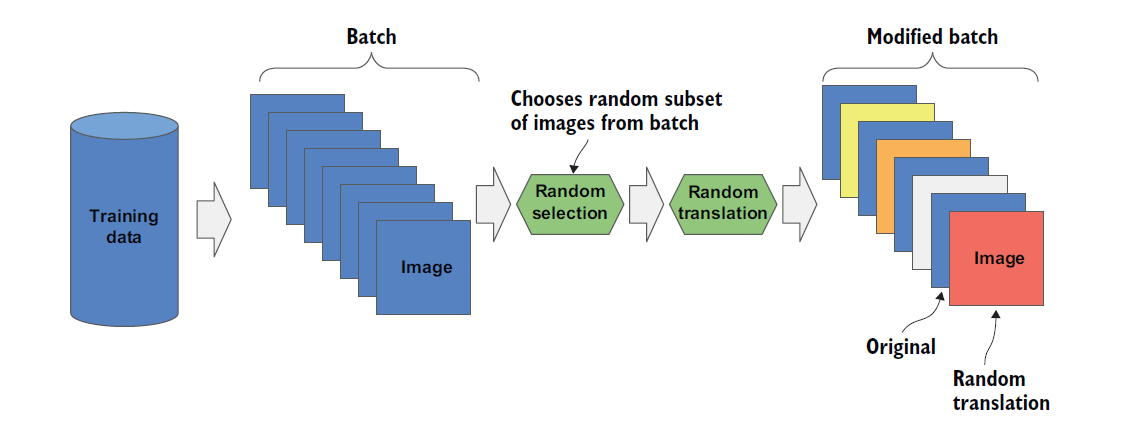 Batch
Modified batch
Chooses random subset
of images from batch
Training
data
Image
Random
selection
Random
translation
Image
Original
Random
translation